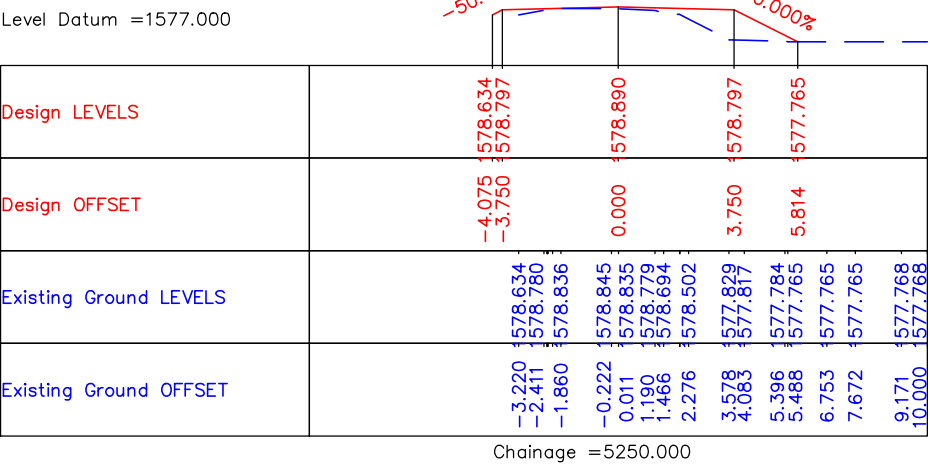 Level Datum =1577.000
-50.
0.000%
Design LEVELS
1578.634 1578.797 1578.890 1578.797 1577.765
Design OFFSET
-4.075 -3.750 0.000 3.750 5.814
Existing Ground LEVELS
1578.634 1578.780 1578.836 1578.845 1578.835 1578.779 1578.694 1578.502 1577.829 1577.817 1577.784 1577.765 1577.765 1577.765 1577.768 1577.768
Existing Ground OFFSET
-3.220 -2.411 -1.860 -0.222 0.011 1.190 1.466 2.276 3.578 4.083 5.396 5.488 6.753 7.672 9.171 10.000
Chainage =5250.000